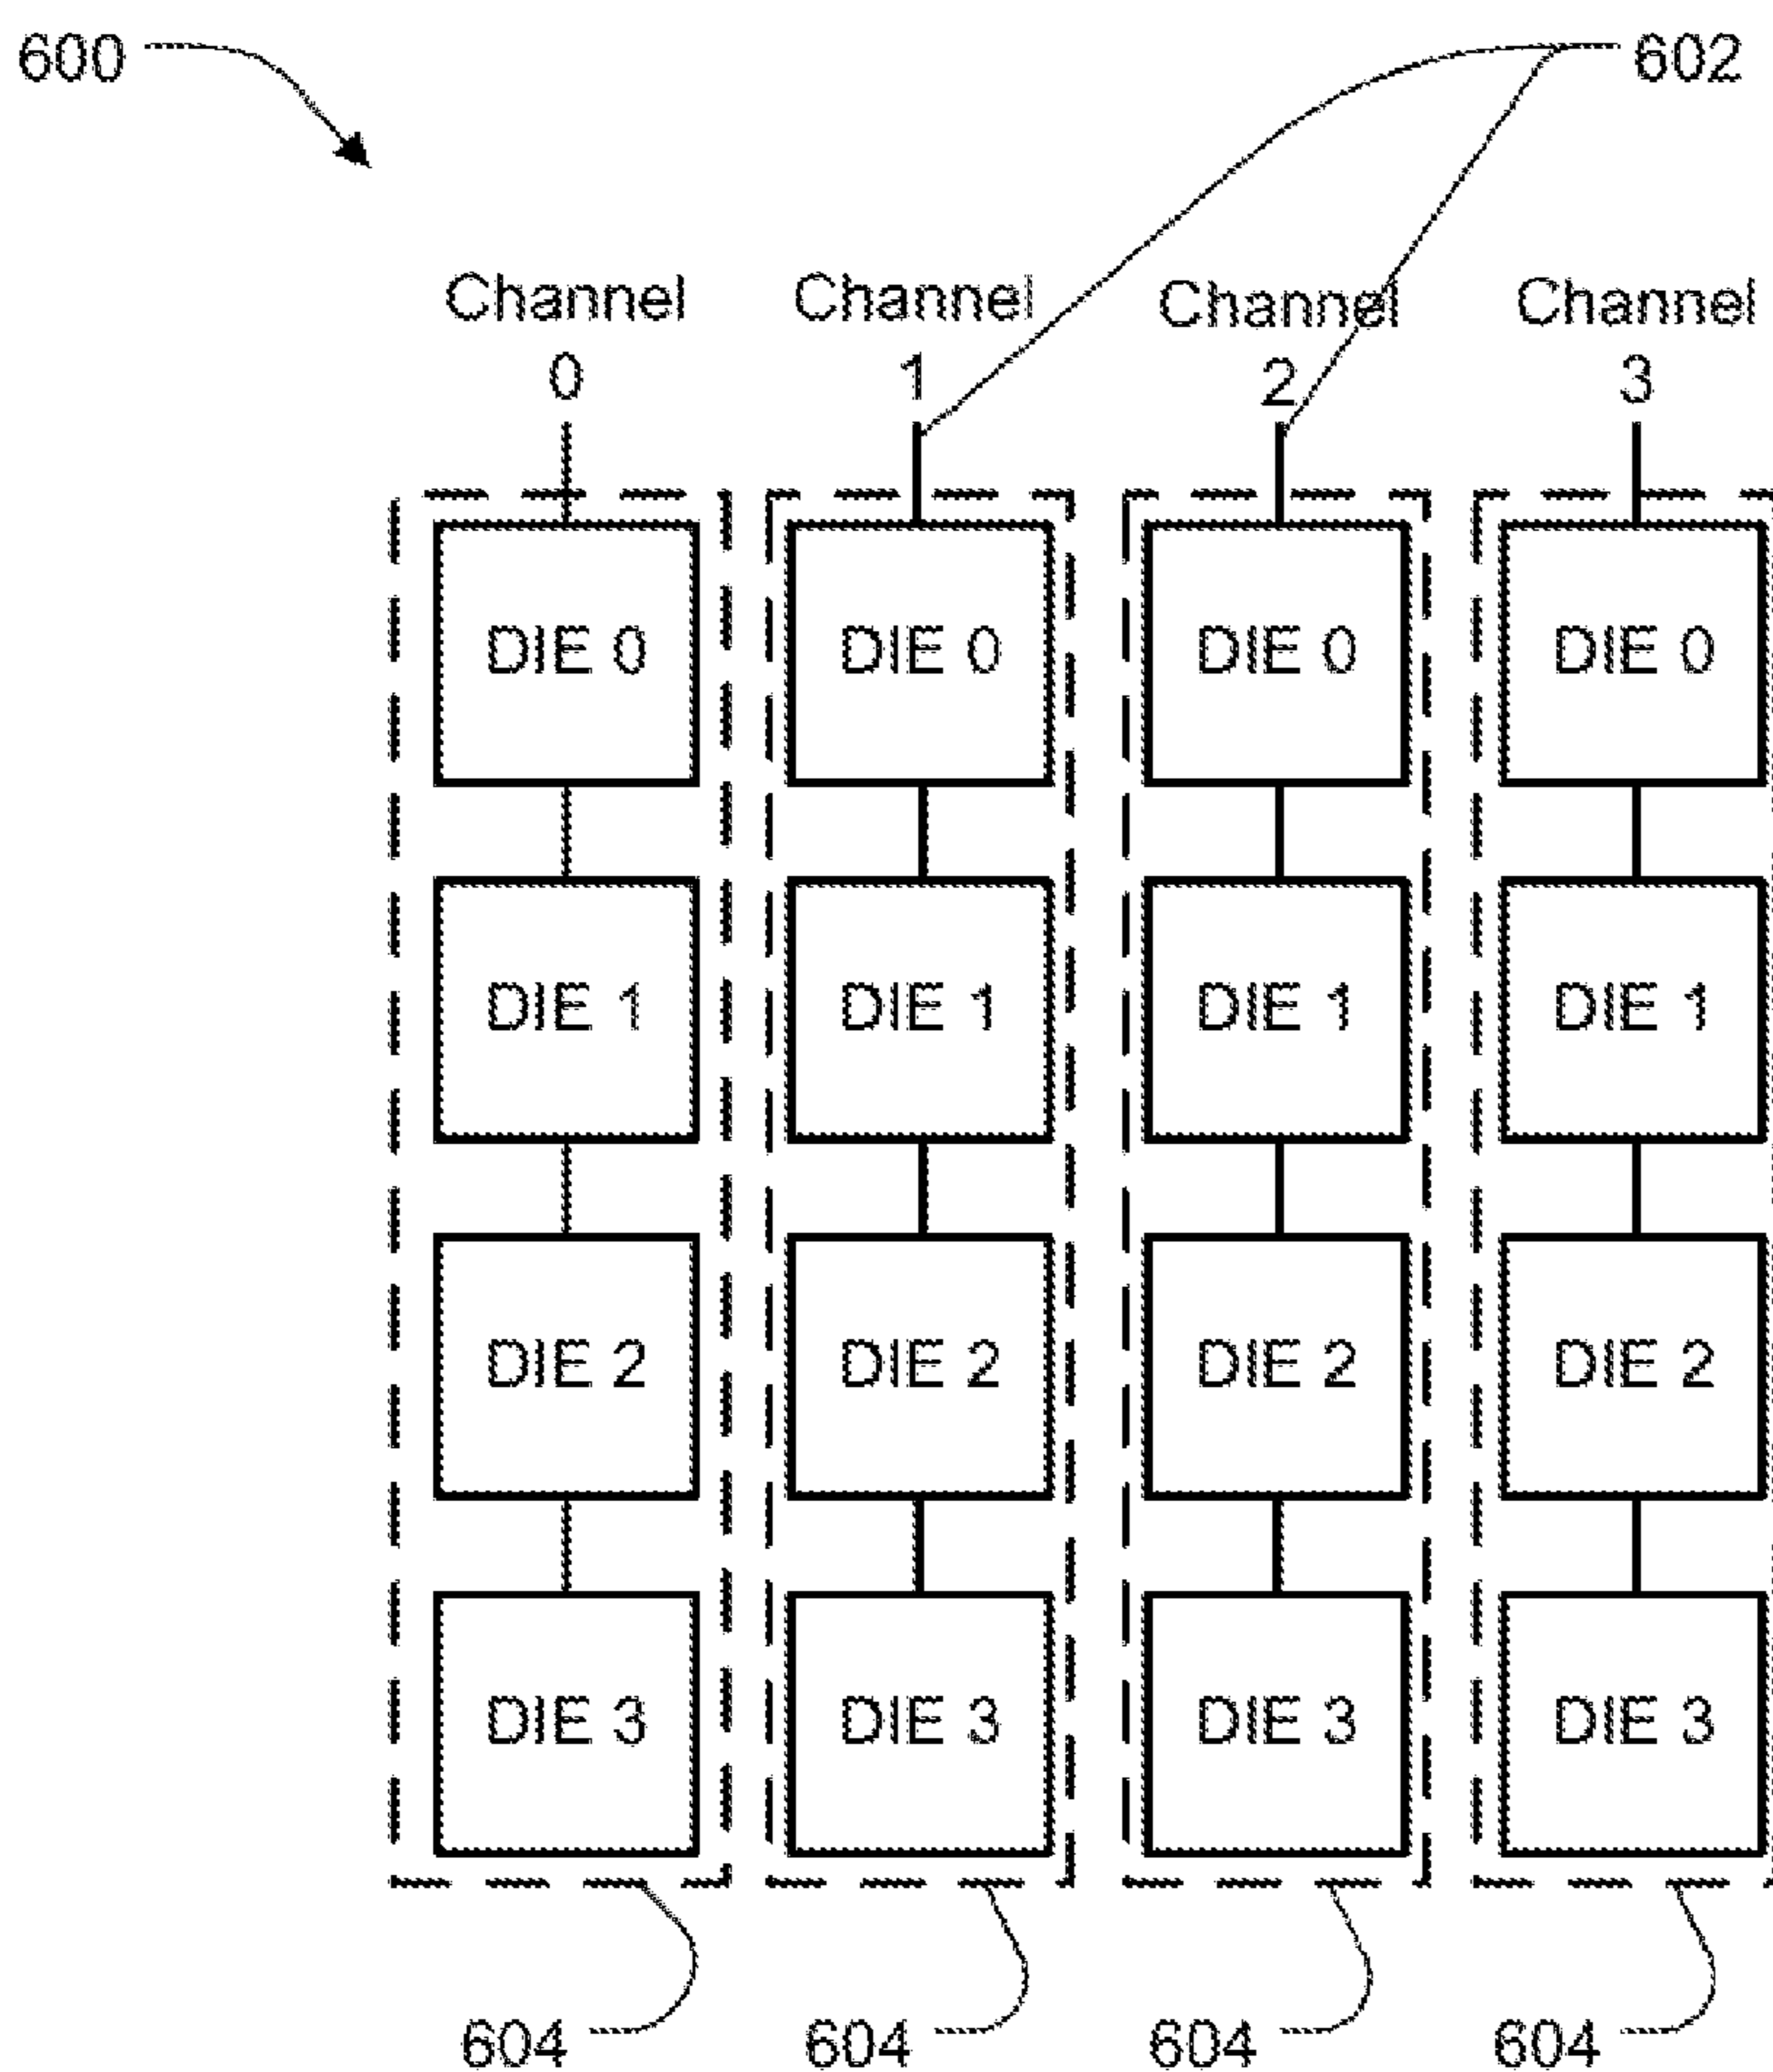 600
602
Channel 0
Channel 1
Channel 2
Channel 3
DIE 0 DIE 0 DIE 0 DIE 0
DIE 1 DIE 1 DIE 1 DIE 1
DIE 2 DIE 2 DIE 2 DIE 2
DIE 3 DIE 3 DIE 3 DIE 3
604 604 604 604